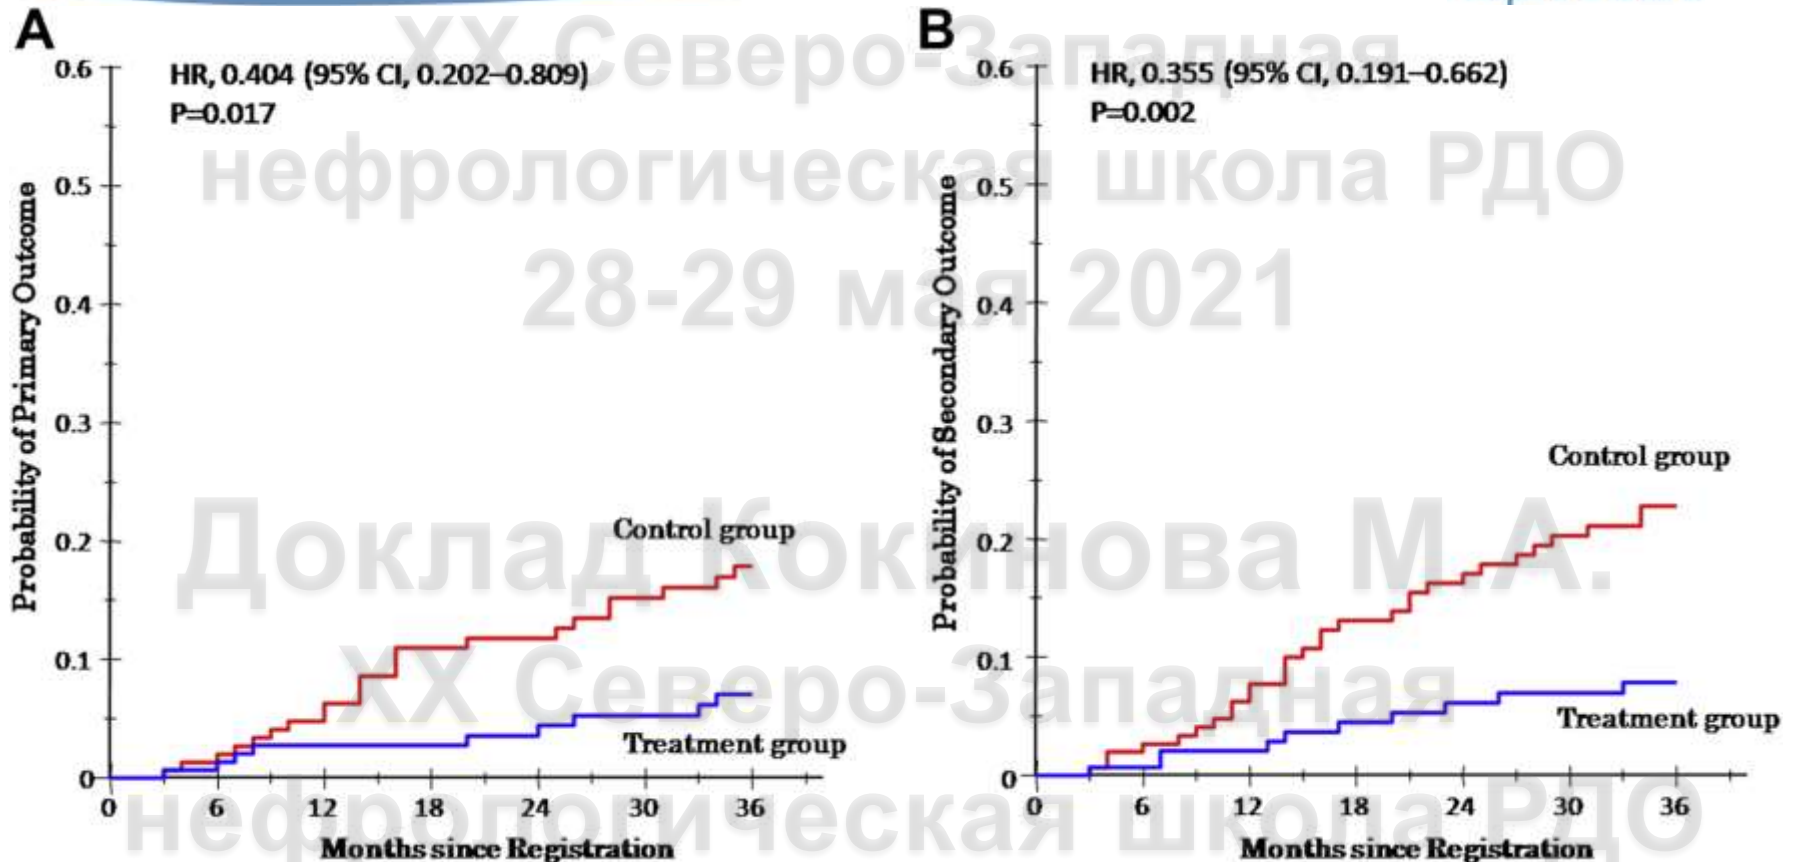 A
HR, 0.404 (95% CI, 0.202–0.809)
P=0.017
Probability of Primary Outcome
0.6
0.5
0.4
0.3
0.2
0.1
0
Control group
Treatment group
0 6 12 18 24 30 36
Months since Registration
B
HR, 0.355 (95% CI, 0.191–0.662)
P=0.002
Probability of Secondary Outcome
0.6
0.5
0.4
0.3
0.2
0.1
0
Control group
Treatment group
0 6 12 18 24 30 36
Months since Registration
XX Северо-Западная
нефрологическая школа РДО
28-29 мая 2021
Доклад М.А.
XX Северо-Западная
нефрологическая школа РДО